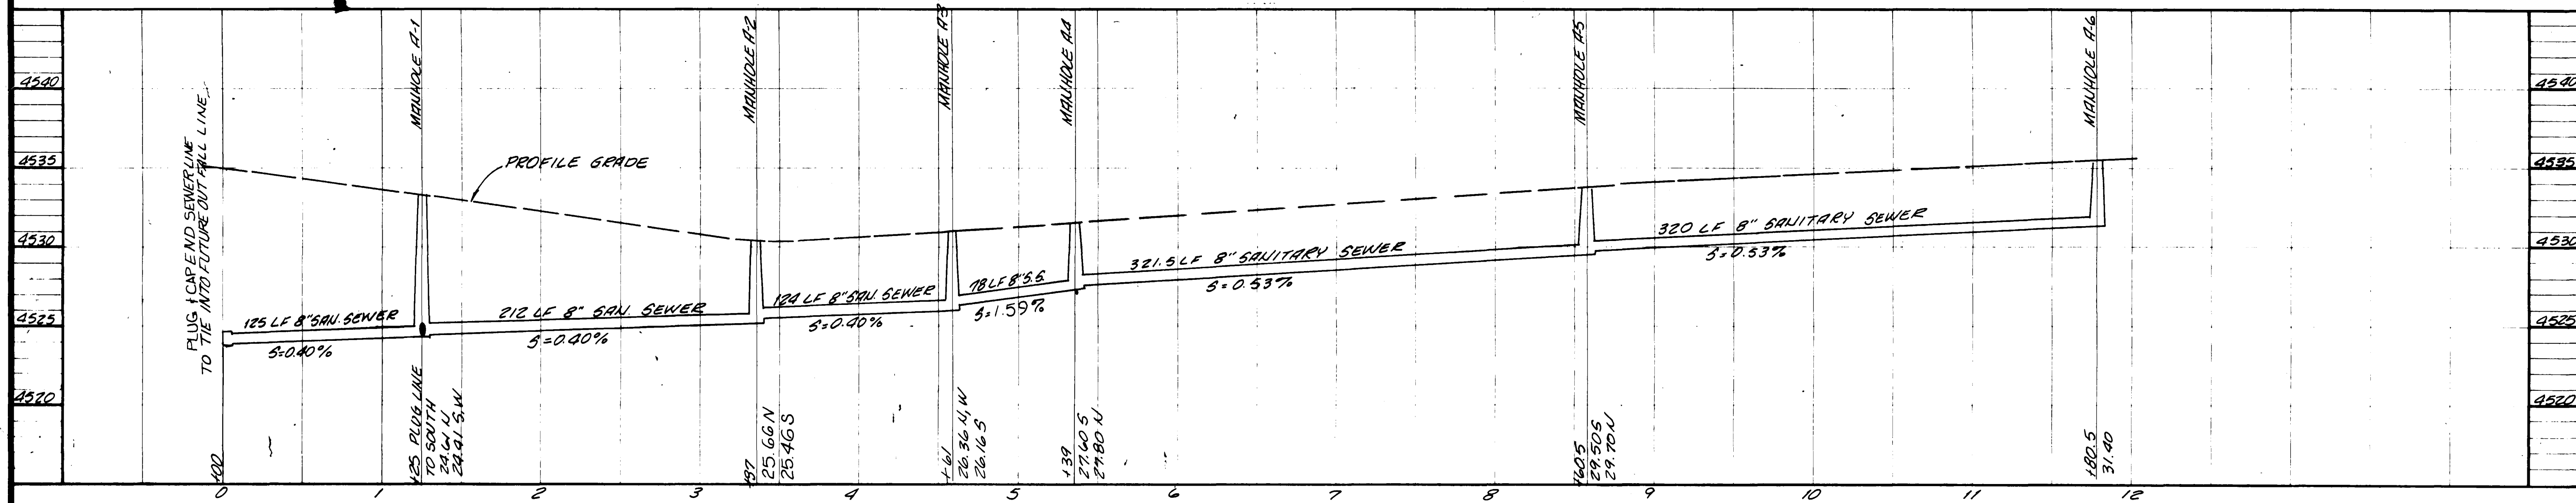 MANHOLE A-1
MANHOLE A-2
MANHOLE A-3
MANHOLE A-4
MANHOLE A-5
MANHOLE A-6
4540
4540
PLUG & CAP END SEWER LINE
TO TIE INTO FUTURE OUT FALL LINE
4535
PROFILE GRADE
4535
4530
4530
125 LF 8" SAN. SEWER
S=0.40%
212 LF 8" SAN. SEWER
S=0.40%
124 LF 8" SAN. SEWER
S=0.40%
78 LF 8" S.S.
S=1.59%
321.5 LF 8" SANITARY SEWER
S=0.53%
320 LF 8" SANITARY SEWER
S=0.53%
4525
4525
4520
4520
+00
+25 PLUG LINE
TO SOUTH
24.61 N
24.41 S,W
+37
25.66 N
25.46 S
+61
26.36 N,W
26.16 S
+39
27.60 S
27.80 N
+60.5
29.50 S
29.70 N
+80.5
31.40
0 1 2 3 4 5 6 7 8 9 10 11 12